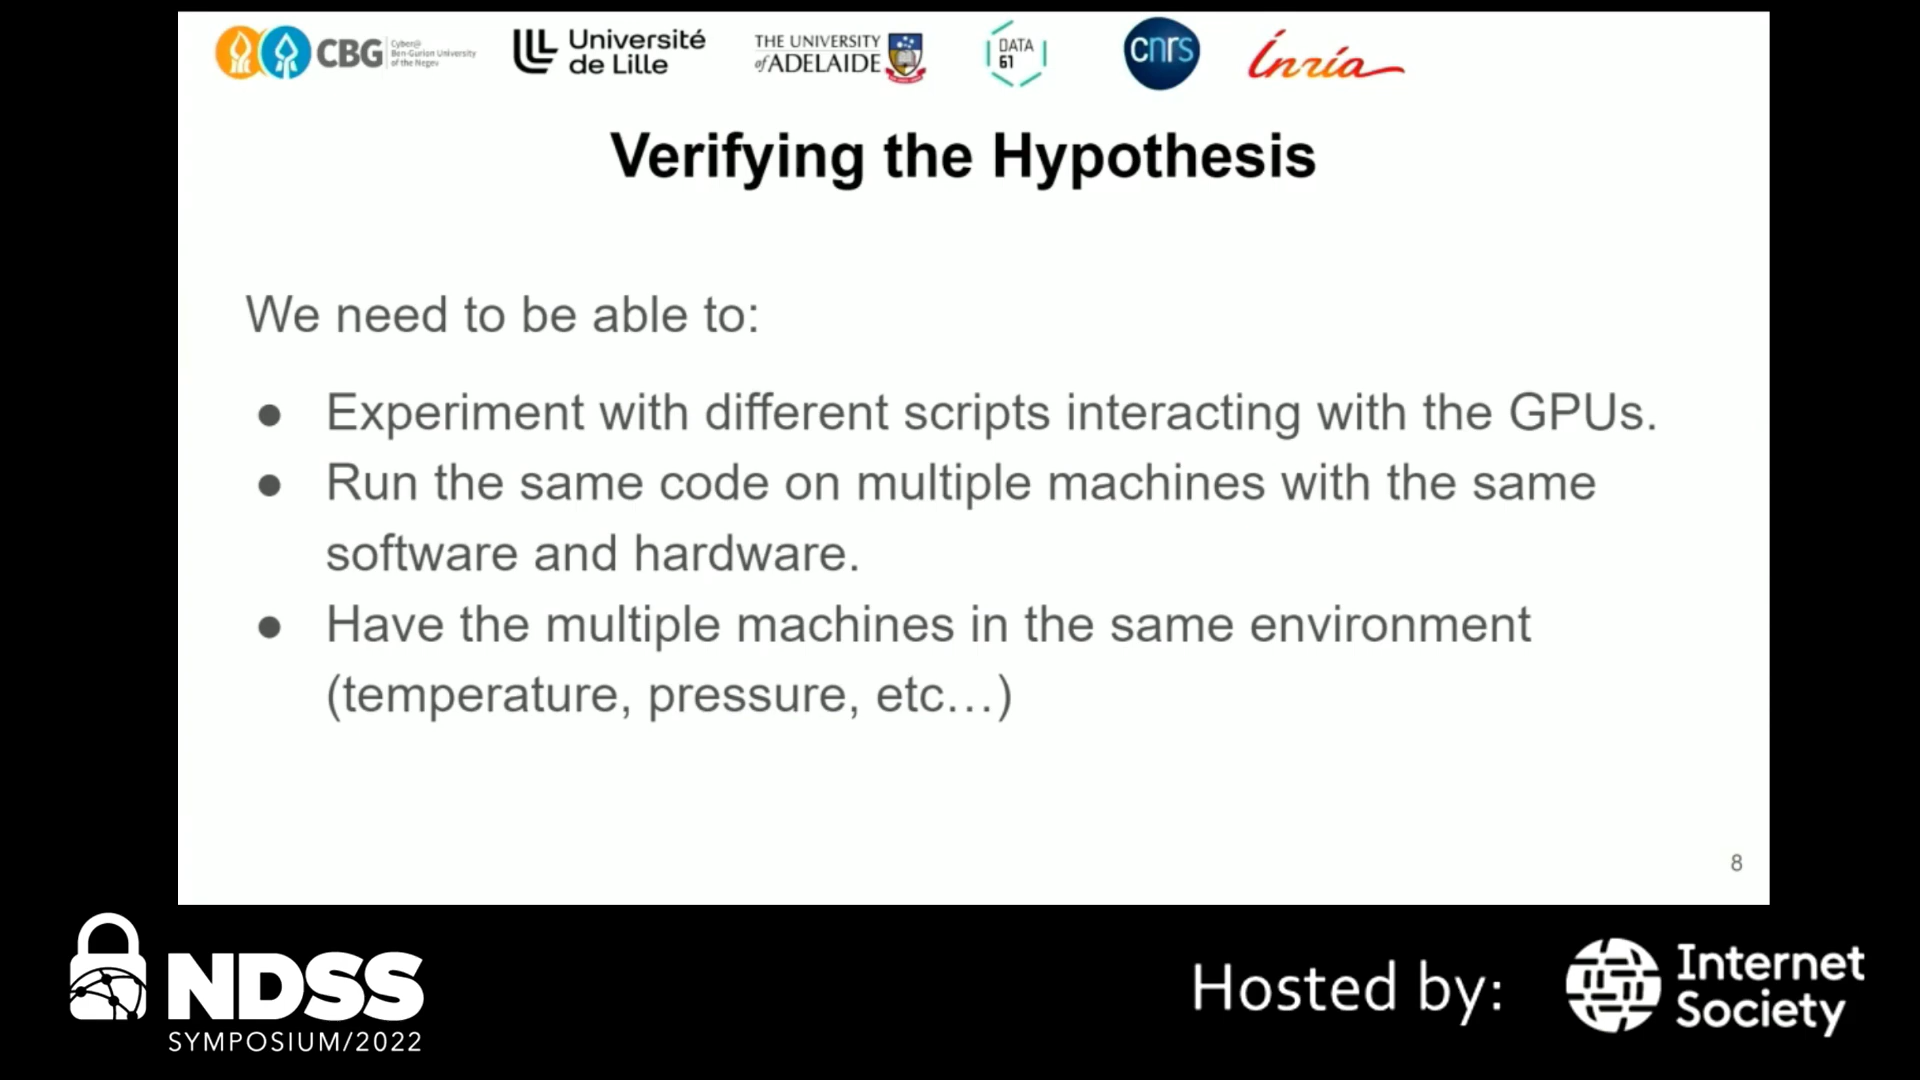 CBG Cyber@
Ben-Gurion University
of the Negev
Université
de Lille
THE UNIVERSITY
of ADELAIDE
DATA
61
cnrs
Inria
Verifying the Hypothesis
We need to be able to:
● Experiment with different scripts interacting with the GPUs.
● Run the same code on multiple machines with the same
software and hardware.
● Have the multiple machines in the same environment
(temperature, pressure, etc…)
8
NDSS
SYMPOSIUM/2022
Hosted by:
Internet
Society